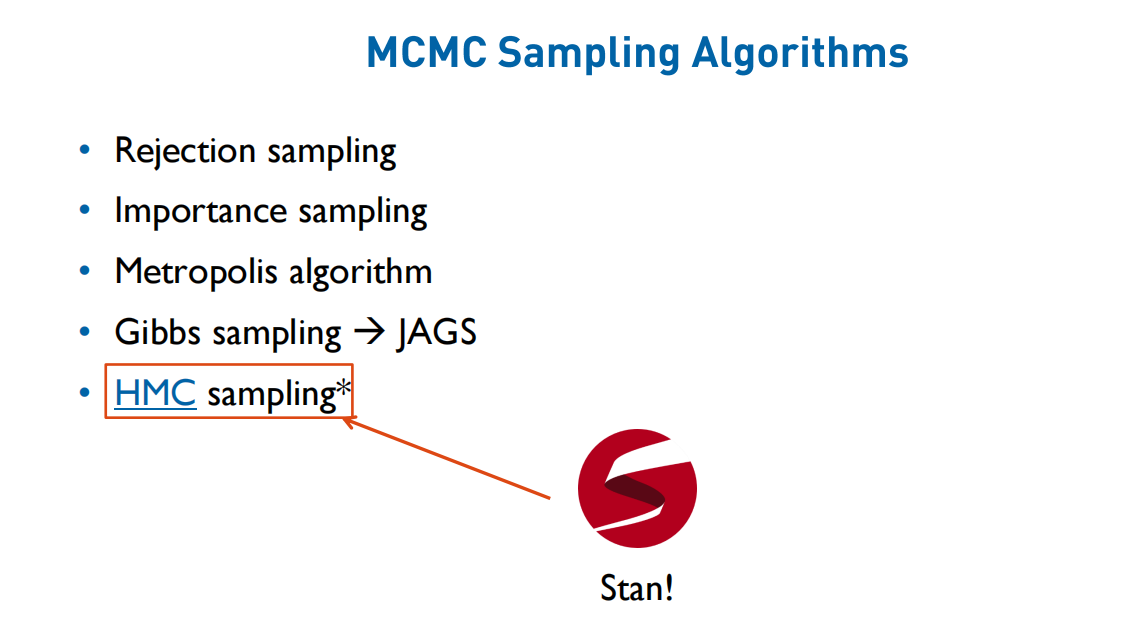 MCMC Sampling Algorithms
• Rejection sampling
• Importance sampling
• Metropolis algorithm
• Gibbs sampling → JAGS
• HMC sampling*
Stan!